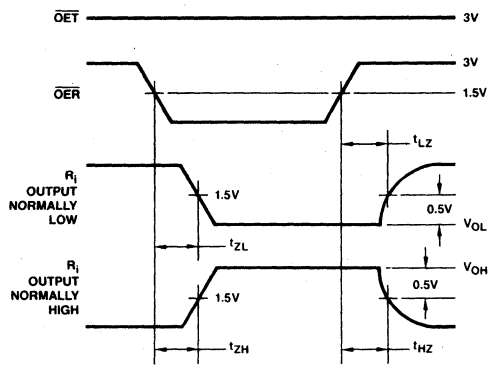 OET
3V
3V
OER
1.5V
tLZ
Ri
OUTPUT
NORMALLY
LOW
1.5V
0.5V
VOL
tZL
Ri
OUTPUT
NORMALLY
HIGH
VOH
1.5V
0.5V
tZH
tHZ